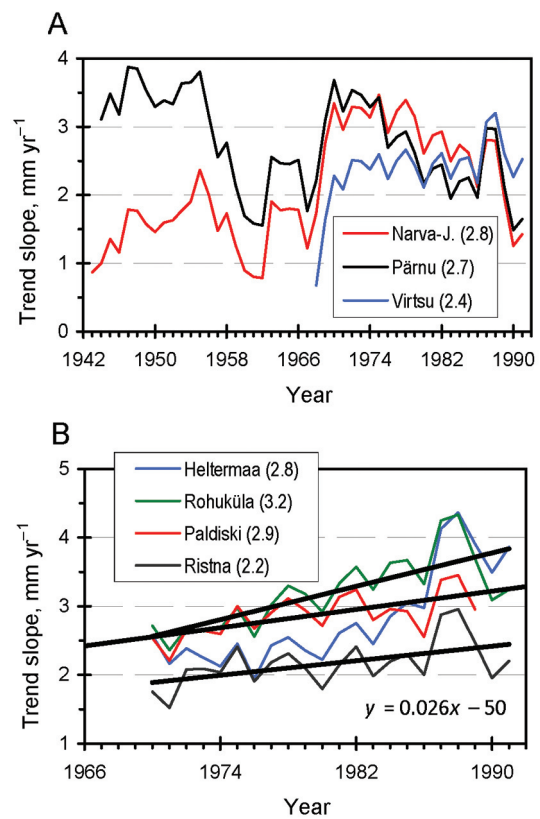 A
Trend slope, mm yr⁻¹
4
3
2
1
0
1942 1950 1958 1966 1974 1982 1990
Year
Narva-J. (2.8)
Pärnu (2.7)
Virtsu (2.4)
B
Trend slope, mm yr⁻¹
5
4
3
2
1
1966 1974 1982 1990
Year
Heltermaa (2.8)
Rohuküla (3.2)
Paldiski (2.9)
Ristna (2.2)
y = 0.026x − 50